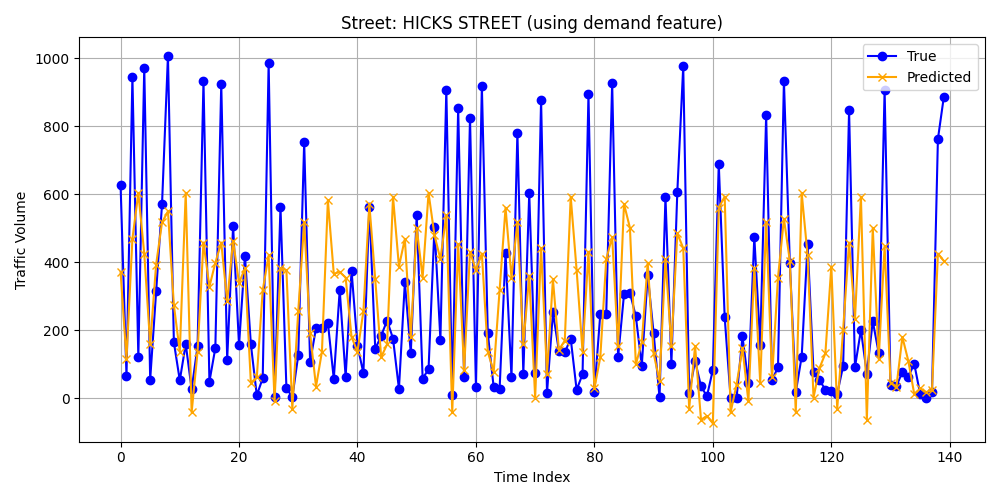 Street: HICKS STREET (using demand feature)
True
Predicted
Traffic Volume
1000
800
600
400
200
0
0 20 40 60 80 100 120 140
Time Index